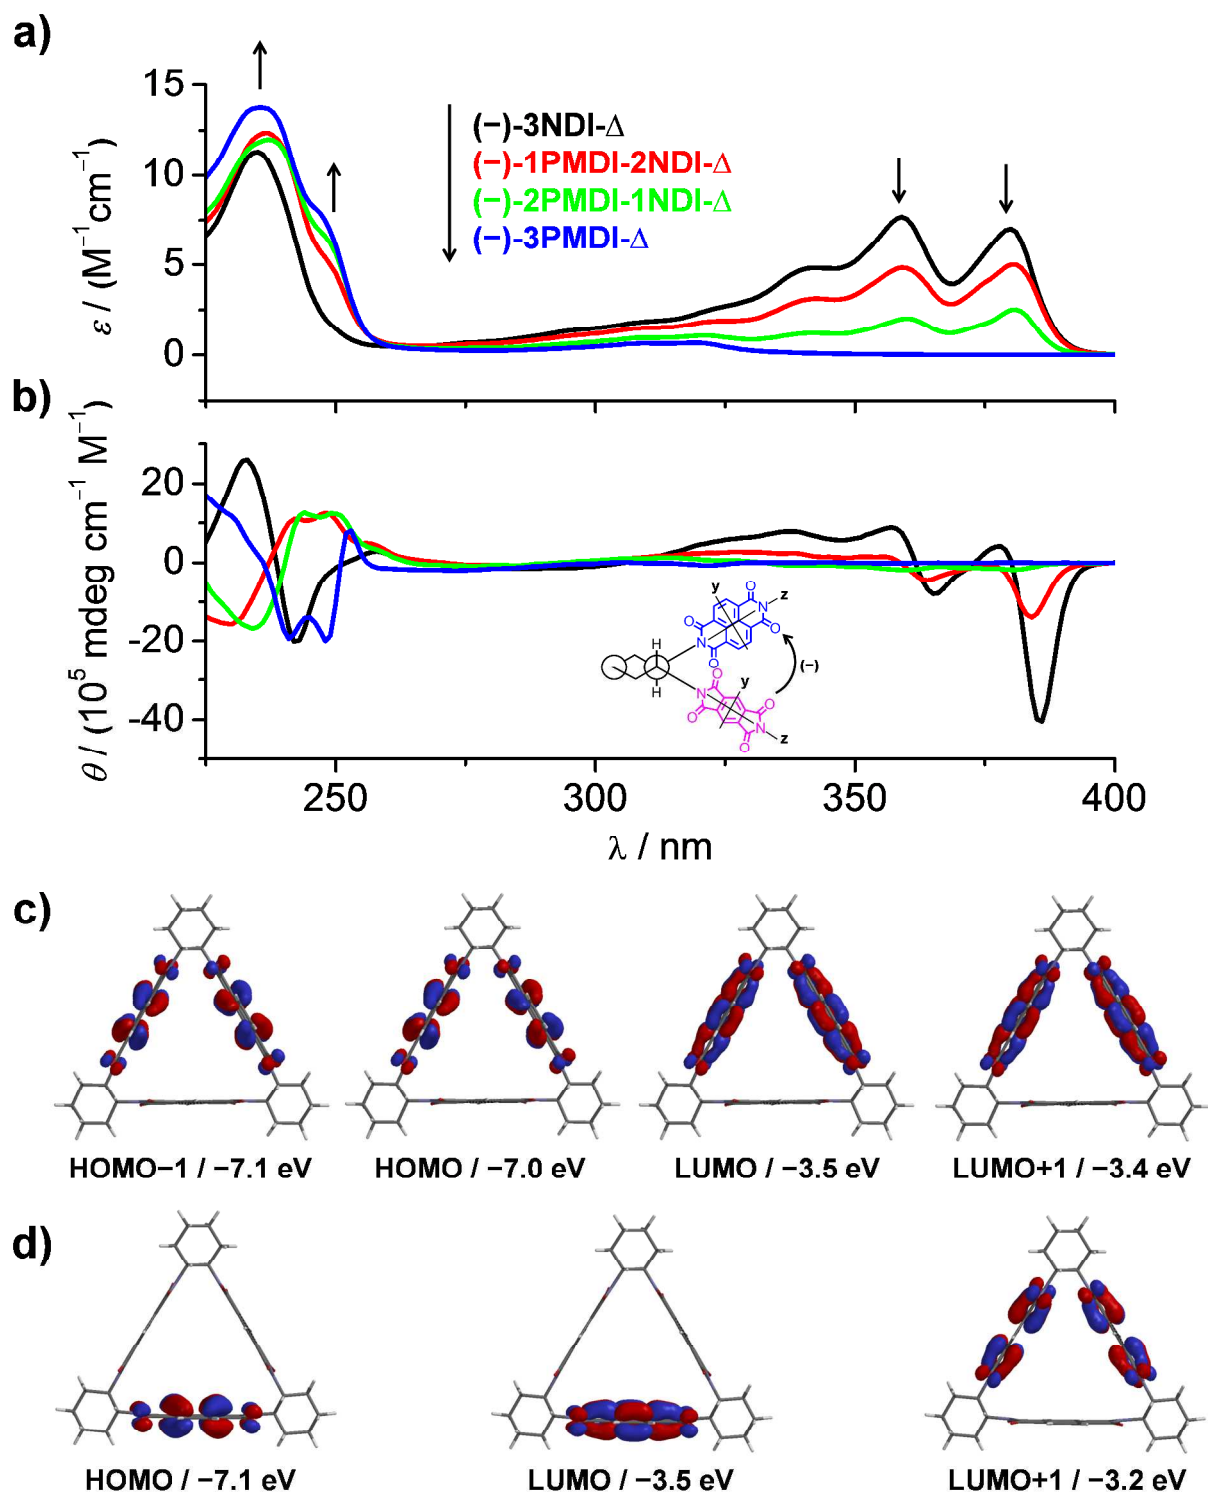 a)
15
10
5
0
ε / (M⁻¹cm⁻¹)
(−)-3NDI-Δ
(−)-1PMDI-2NDI-Δ
(−)-2PMDI-1NDI-Δ
(−)-3PMDI-Δ
b)
20
0
-20
-40
θ / (10⁵ mdeg cm⁻¹ M⁻¹)
O
y
O
N
z
O
O
N
O
H
H
(−)
O
N
O
y
O
N
z
O
250
300
350
400
λ / nm
c)
HOMO−1 / −7.1 eV
HOMO / −7.0 eV
LUMO / −3.5 eV
LUMO+1 / −3.4 eV
d)
HOMO / −7.1 eV
LUMO / −3.5 eV
LUMO+1 / −3.2 eV